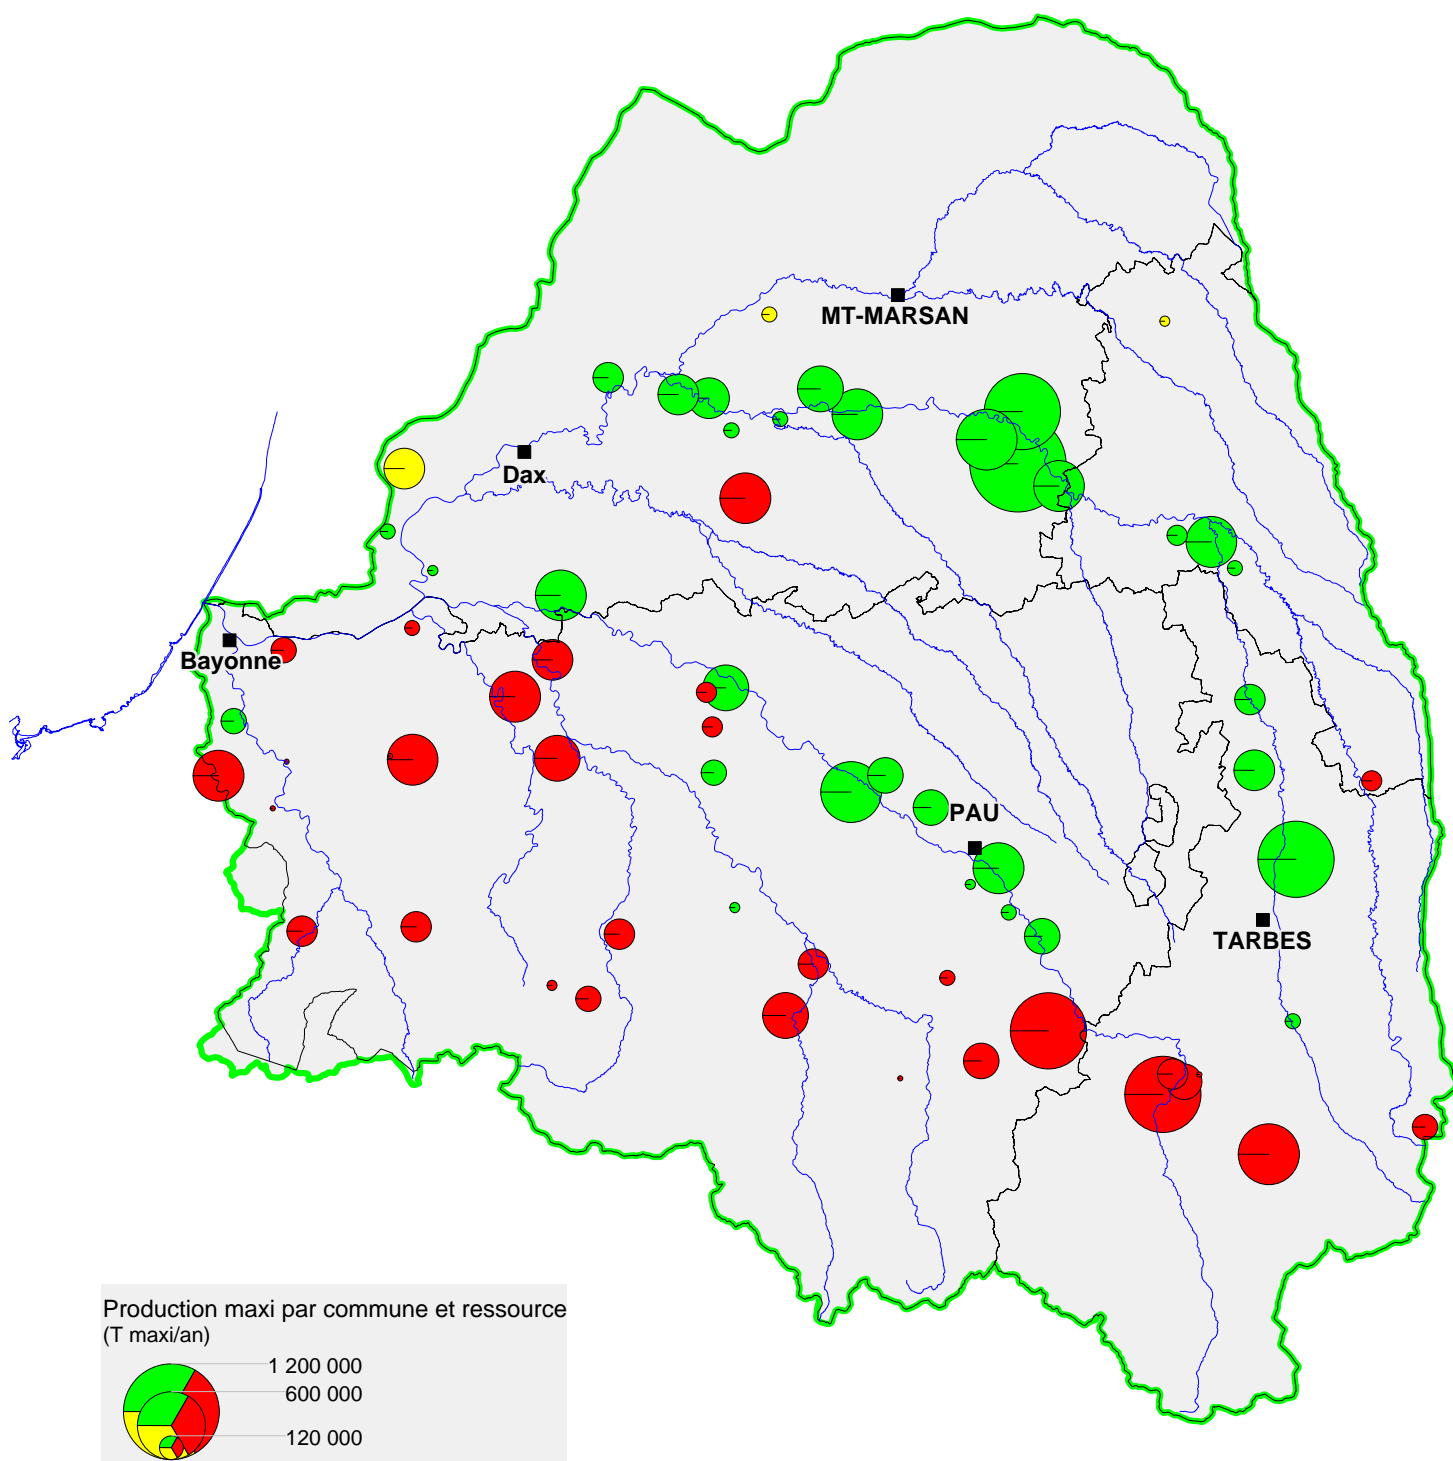 MT-MARSAN
Dax
Bayonne
PAU
TARBES
Production maxi par commune et ressource
(T maxi/an)
1 200 000
600 000
120 000